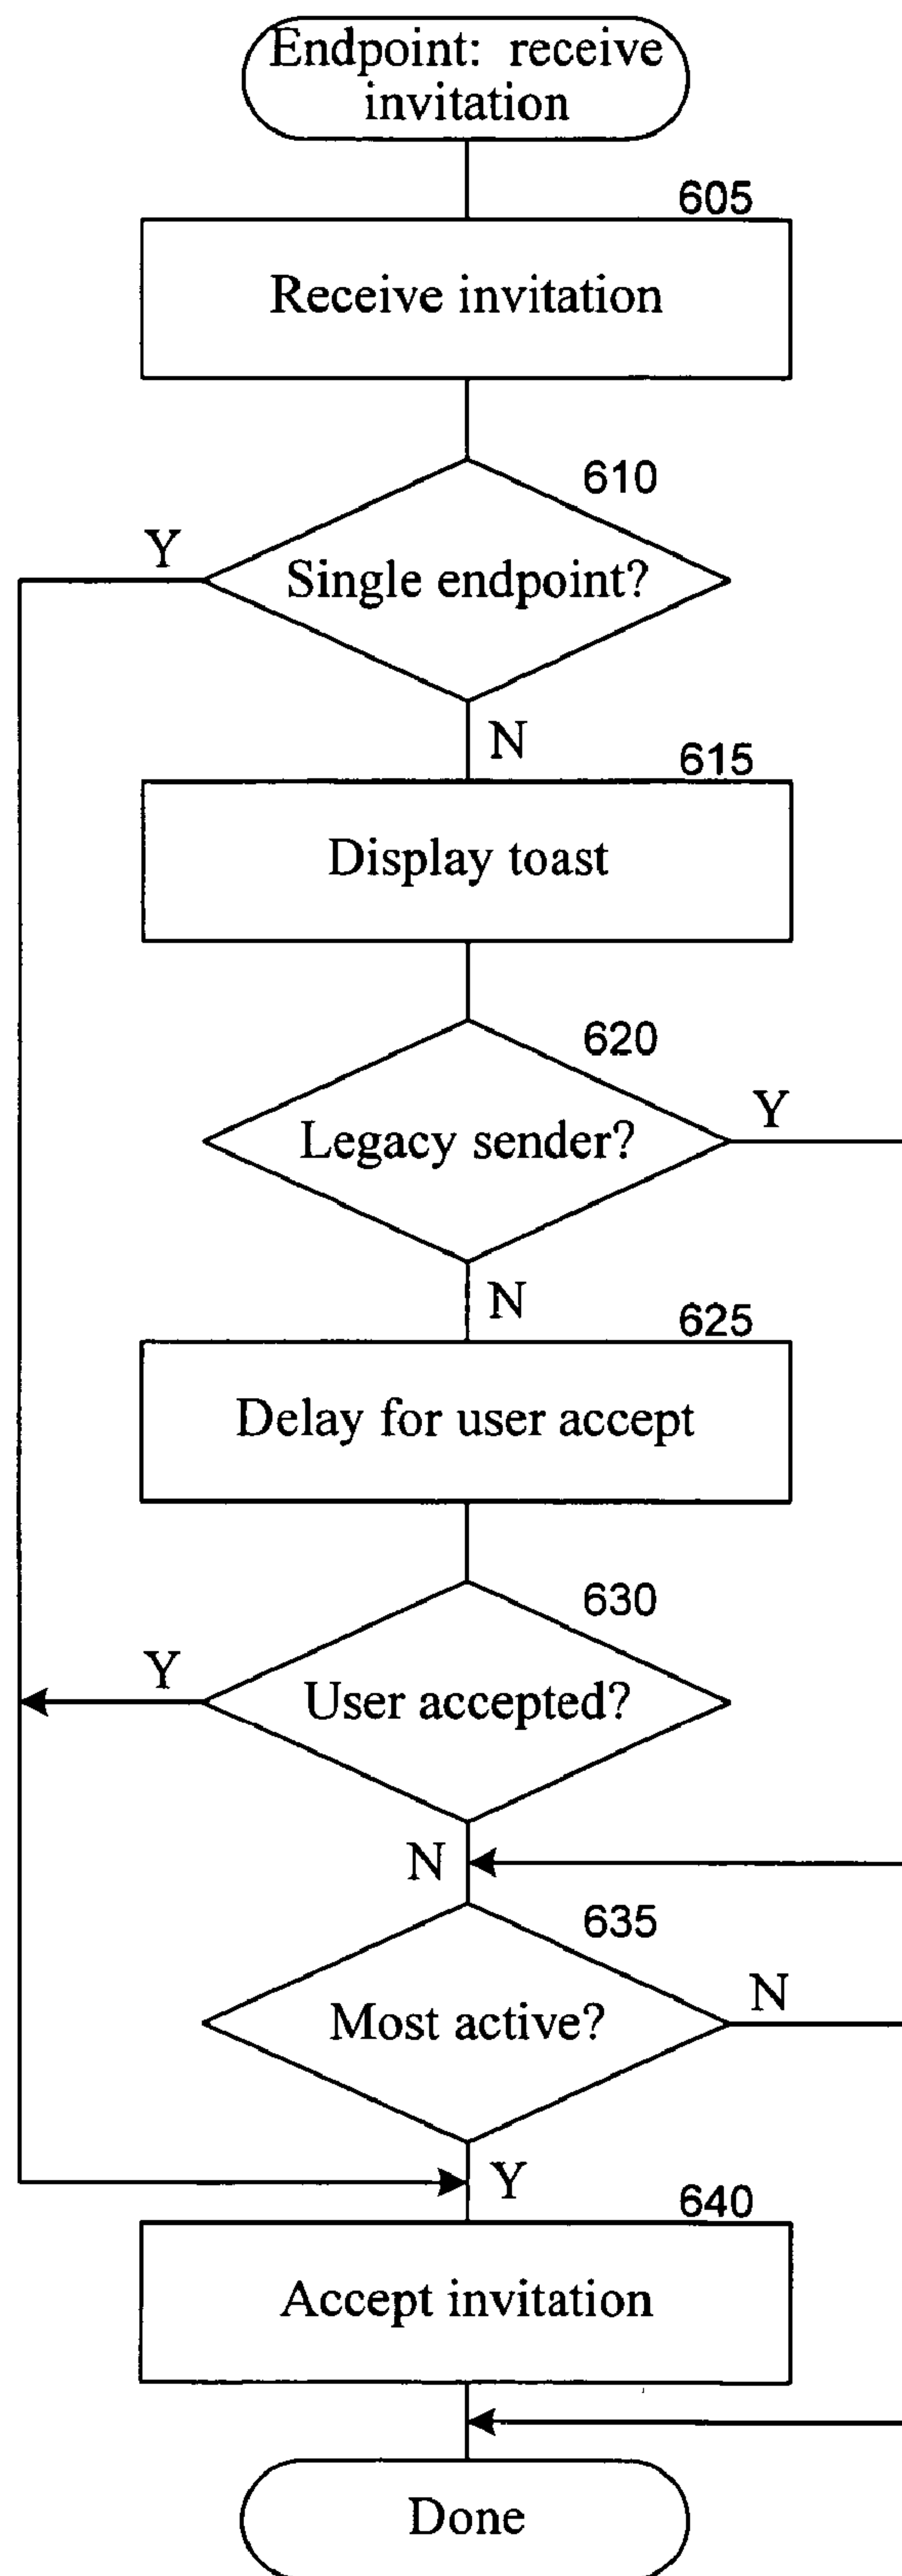 Endpoint: receive
invitation
605
Receive invitation
610
Y
Single endpoint?
N
615
Display toast
620
Y
Legacy sender?
N
625
Delay for user accept
630
Y
User accepted?
N
635
N
Most active?
Y
640
Accept invitation
Done